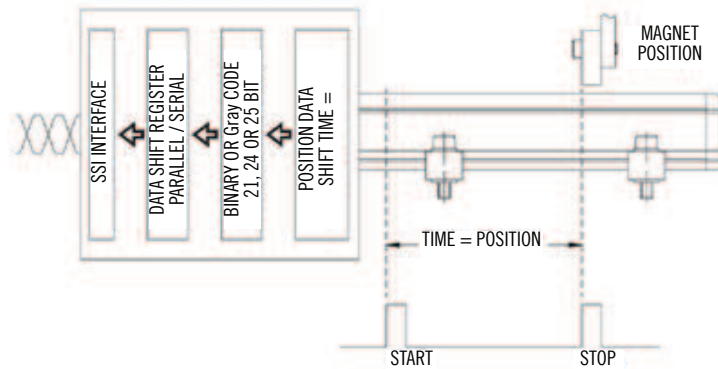 MAGNET
POSITION
SSI INTERFACE
DATA SHIFT REGISTER
PARALLEL / SERIAL
BINARY OR Gray CODE
21, 24 OR 25 BIT
POSITION DATA
SHIFT TIME =
TIME = POSITION
START
STOP